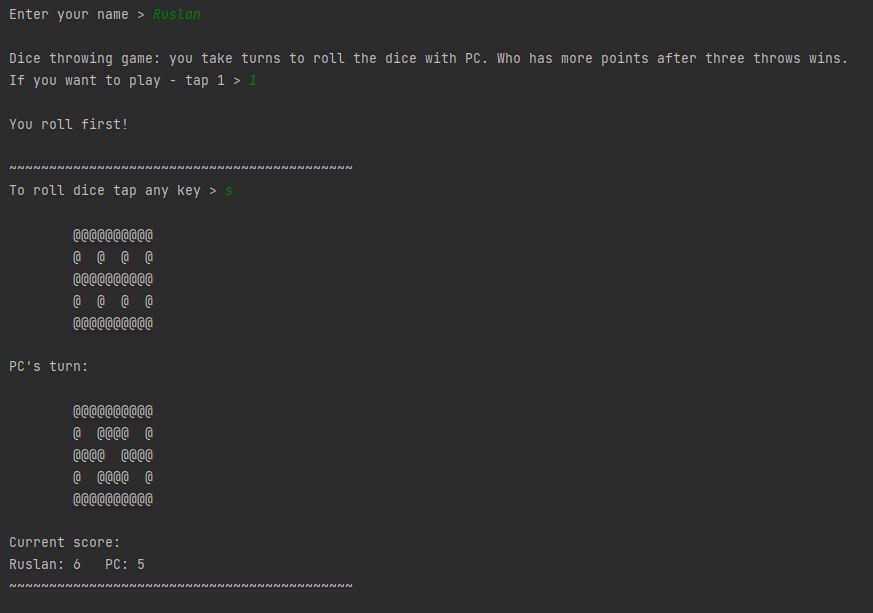 Enter your name > Ruslan
Dice throwing game: you take turns to roll the dice with PC. Who has more points after three throws wins.
If you want to play - tap 1 > 1
You roll first!
~~~~~~~~~~~~~~~~~~~~~~~~~~~~~~~~~~~~~~~~~~~
To roll dice tap any key > s
@@@@@@@@@@
@  @  @  @
@@@@@@@@@@
@  @  @  @
@@@@@@@@@@
PC's turn:
@@@@@@@@@@
@  @@@@  @
@@@@  @@@@
@  @@@@  @
@@@@@@@@@@
Current score:
Ruslan: 6   PC: 5
~~~~~~~~~~~~~~~~~~~~~~~~~~~~~~~~~~~~~~~~~~~